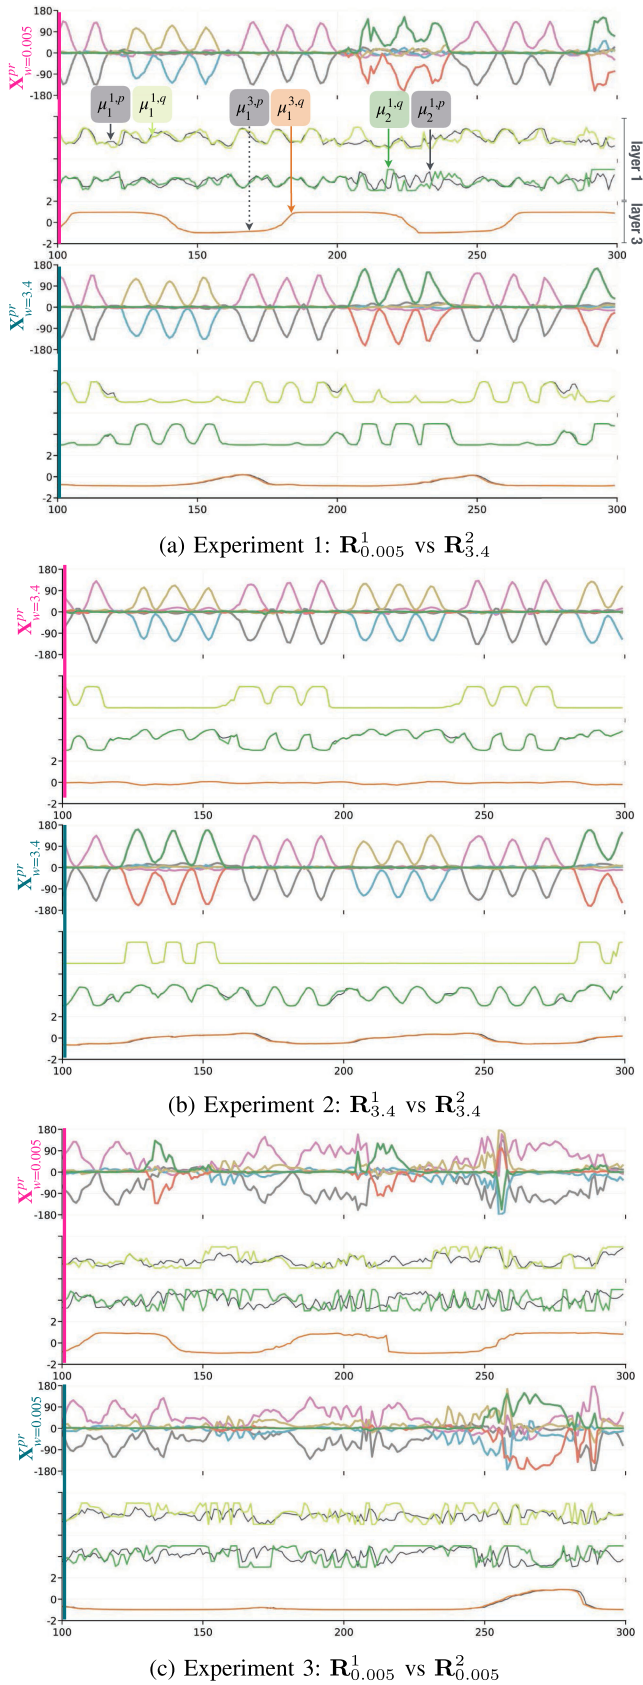 X^{pr}_{w=0.005}
180
90
0
-90
-180
μ_1^{1,p} μ_1^{1,q} μ_1^{3,p} μ_1^{3,q} μ_2^{1,q} μ_2^{1,p}
layer 1
layer 3
2
0
-2
100 150 200 250 300
X^{pr}_{w=3.4}
180
90
0
-90
-180
2
0
-2
100 150 200 250 300
(a) Experiment 1: R^1_{0.005} vs R^2_{3.4}
X^{pr}_{w=3.4}
180
90
0
-90
-180
2
0
-2
100 150 200 250 300
X^{pr}_{w=3.4}
180
90
0
-90
-180
2
0
-2
100 150 200 250 300
(b) Experiment 2: R^1_{3.4} vs R^2_{3.4}
X^{pr}_{w=0.005}
180
90
0
-90
-180
2
0
-2
100 150 200 250 300
X^{pr}_{w=0.005}
180
90
0
-90
-180
2
0
-2
100 150 200 250 300
(c) Experiment 3: R^1_{0.005} vs R^2_{0.005}